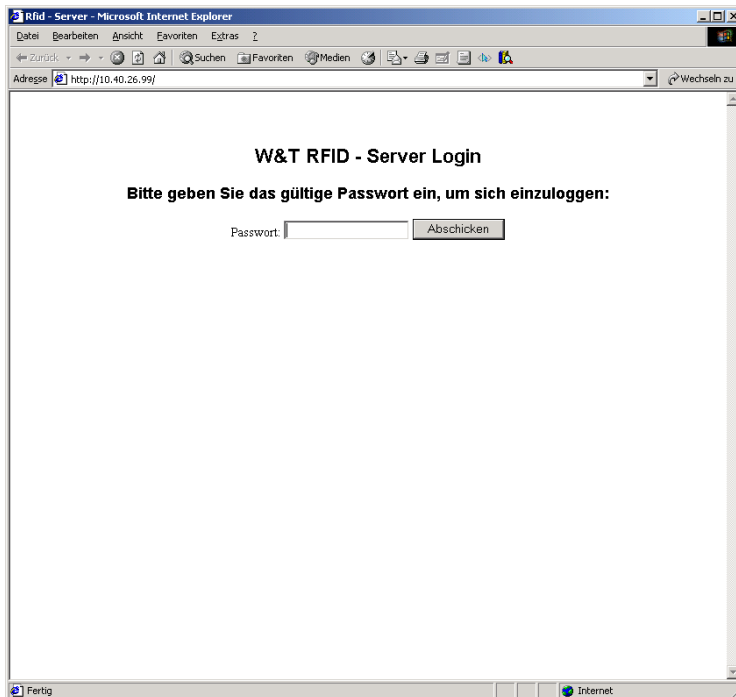 Rfid - Server - Microsoft Internet Explorer
Datei Bearbeiten Ansicht Favoriten Extras ?
Zurück Suchen Favoriten Medien
Adresse http://10.40.26.99/ Wechseln zu
W&T RFID - Server Login
Bitte geben Sie das gültige Passwort ein, um sich einzuloggen:
Passwort: Abschicken
Fertig Internet